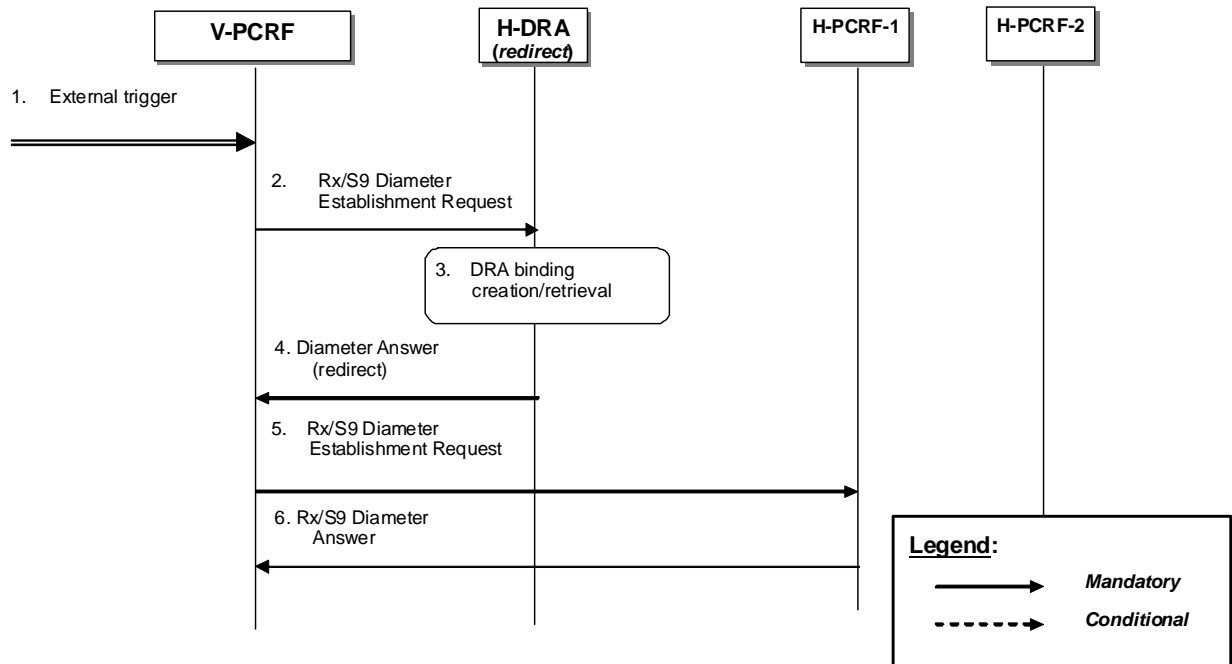 V-PCRF
H-DRA
(redirect)
H-PCRF-1
H-PCRF-2
1. External trigger
2. Rx/S9 Diameter
Establishment Request
3. DRA binding
creation/retrieval
4. Diameter Answer
(redirect)
5. Rx/S9 Diameter
Establishment Request
6. Rx/S9 Diameter
Answer
Legend:
Mandatory
Conditional